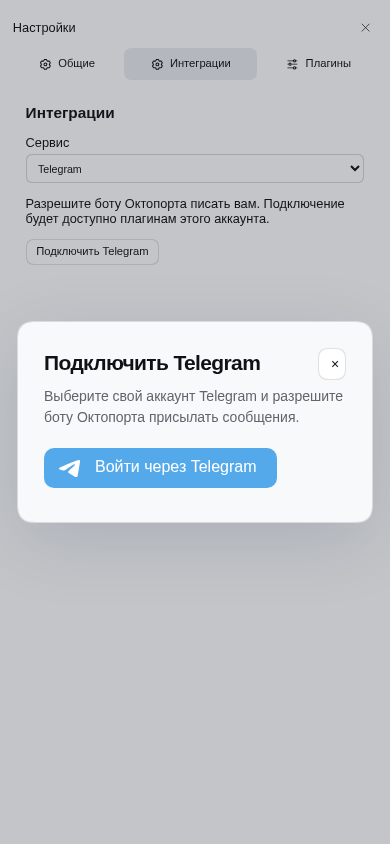 Настройки
Общие
Интеграции
Плагины
Интеграции
Сервис
Telegram
Разрешите боту Октопорта писать вам. Подключение
будет доступно плагинам этого аккаунта.
Подключить Telegram
Подключить Telegram
×
Выберите свой аккаунт Telegram и разрешите
боту Октопорта присылать сообщения.
Войти через Telegram